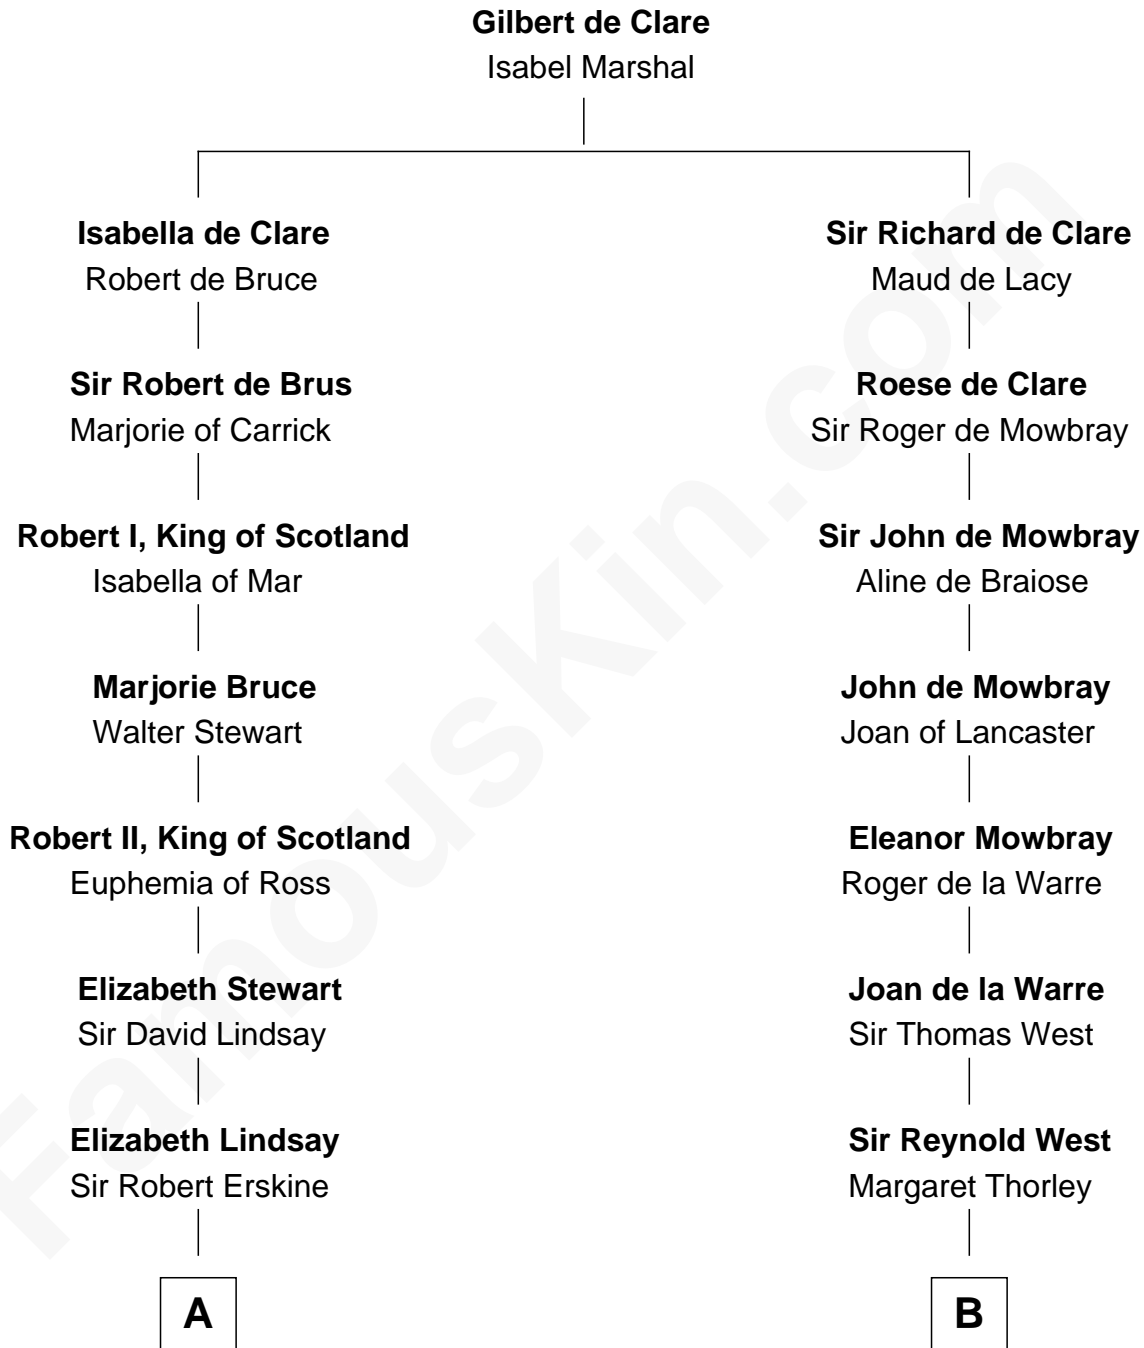 Gilbert de Clare
Isabel Marshal
Isabella de Clare
Robert de Bruce
Sir Richard de Clare
Maud de Lacy
Sir Robert de Brus
Marjorie of Carrick
Roese de Clare
Sir Roger de Mowbray
Robert I, King of Scotland
Isabella of Mar
Sir John de Mowbray
Aline de Braiose
Marjorie Bruce
Walter Stewart
John de Mowbray
Joan of Lancaster
Robert II, King of Scotland
Euphemia of Ross
Eleanor Mowbray
Roger de la Warre
Elizabeth Stewart
Sir David Lindsay
Joan de la Warre
Sir Thomas West
Elizabeth Lindsay
Sir Robert Erskine
Sir Reynold West
Margaret Thorley
A
B
FamousKin.com